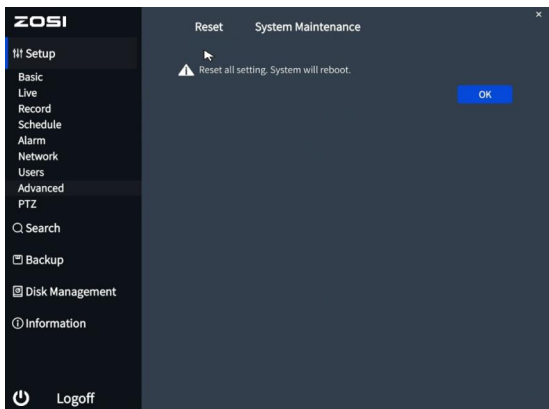 ZOSI
Reset System Maintenance
Setup
Reset all setting. System will reboot.
OK
Basic
Live
Record
Schedule
Alarm
Network
Users
Advanced
PTZ
Search
Backup
Disk Management
Information
Logoff